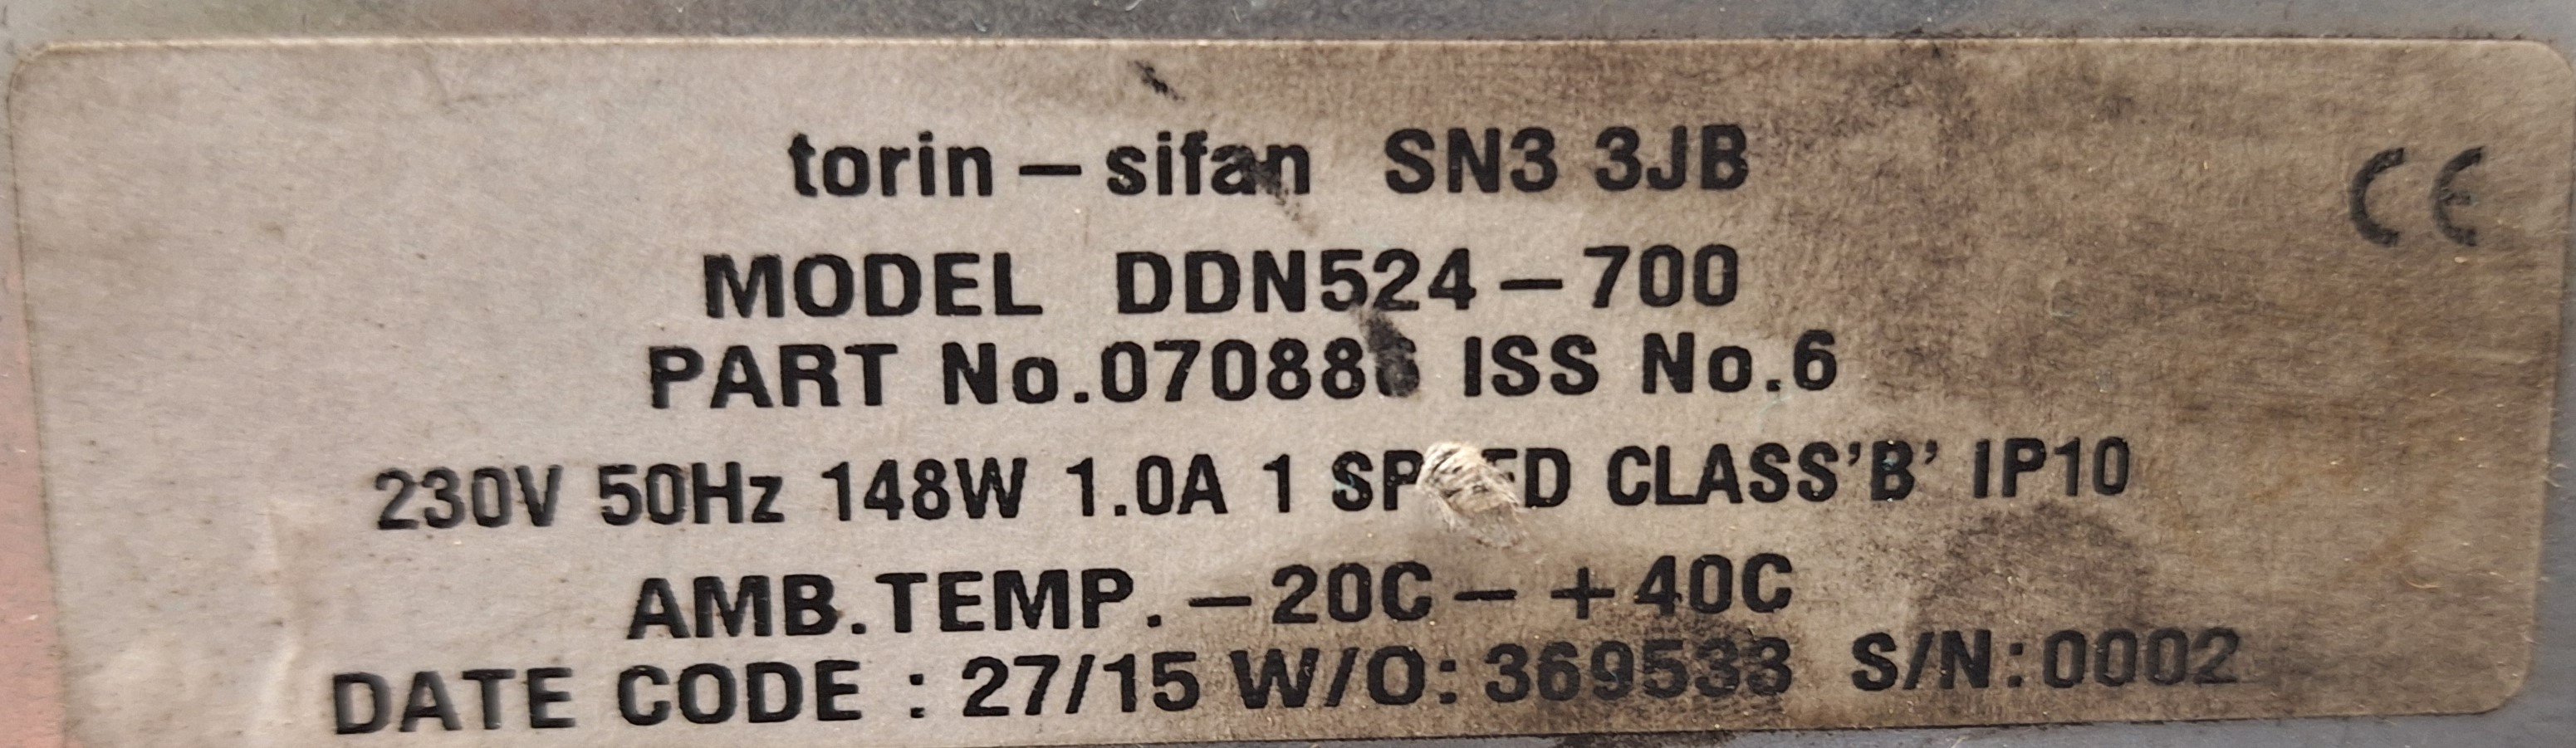 torin – sifan SN3 3JB
CE
MODEL DDN524 – 700
PART No. ISS No.6
230V 50Hz 148W 1.0A 1 SPEED CLASS'B' IP10
AMB.TEMP. –20C – +40C
DATE CODE : 27/15 W/O: 369533 S/N:0002